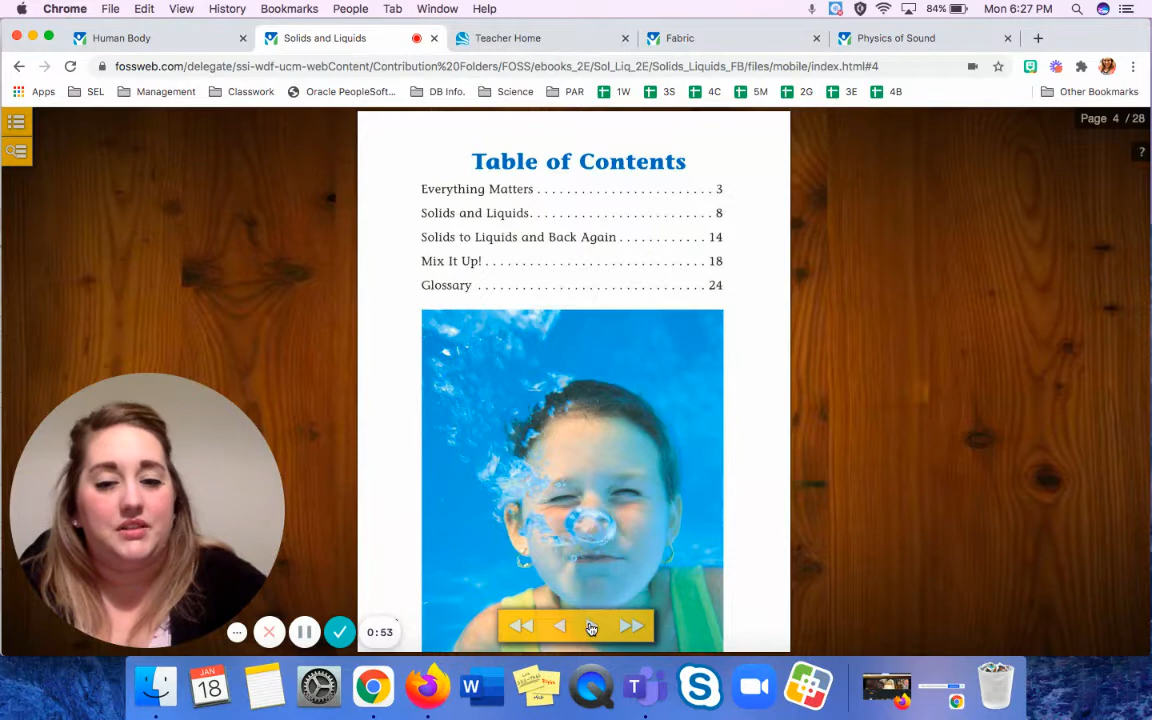 Chrome File Edit View History Bookmarks People Tab Window Help 84% Mon 6:27 PM
Human Body Solids and Liquids Teacher Home Fabric Physics of Sound
fossweb.com/delegate/ssi-wdf-ucm-webContent/Contribution%20Folders/FOSS/ebooks_2E/Sol_Liq_2E/Solids_Liquids_FB/files/mobile/index.html#4
Apps SEL Management Classwork Oracle PeopleSoft... DB Info. Science PAR 1W 3S 4C 5M 2G 3E 4B Other Bookmarks
Page 4 / 28
?
Table of Contents
Everything Matters . . . . . . . . . . . . . . . . . . . . . . . . 3
Solids and Liquids. . . . . . . . . . . . . . . . . . . . . . . . . 8
Solids to Liquids and Back Again . . . . . . . . . . . . 14
Mix It Up! . . . . . . . . . . . . . . . . . . . . . . . . . . . . . . 18
Glossary . . . . . . . . . . . . . . . . . . . . . . . . . . . . . . . 24
0:53
JAN
18
W
T
S